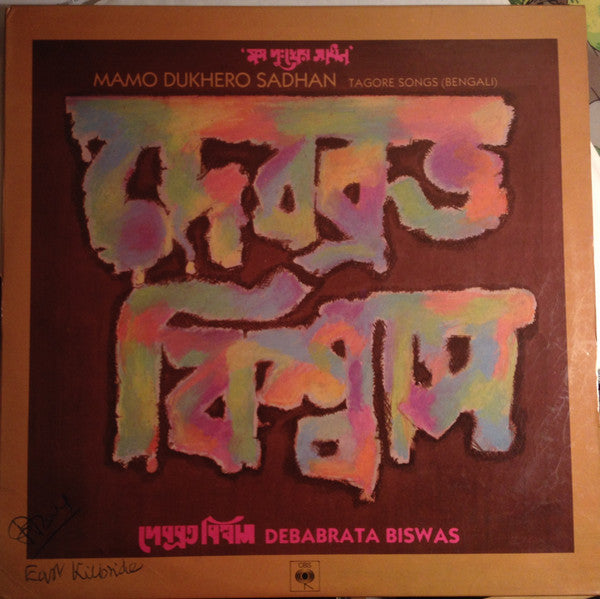 'মম দুঃখের সাধন'
MAMO DUKHERO SADHAN TAGORE SONGS (BENGALI)
দেবব্রত
বিশ্বাস
দেবব্রত বিশ্বাস DEBABRATA BISWAS
East Kilbride
CBS